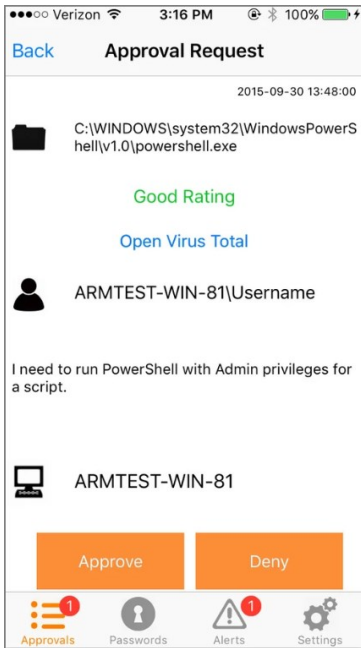 Verizon 3:16 PM 100%
Back Approval Request
2015-09-30 13:48:00
C:\WINDOWS\system32\WindowsPowerS
hell\v1.0\powershell.exe
Good Rating
Open Virus Total
ARMTEST-WIN-81\Username
I need to run PowerShell with Admin privileges for
a script.
ARMTEST-WIN-81
Approve Deny
1 1
Approvals Passwords Alerts Settings